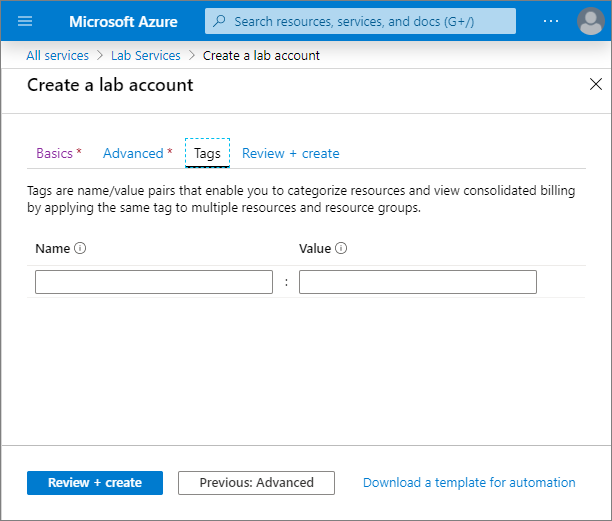 Microsoft Azure Search resources, services, and docs (G+/) ...
All services > Lab Services > Create a lab account
Create a lab account
Basics * Advanced * Tags Review + create
Tags are name/value pairs that enable you to categorize resources and view consolidated billing
by applying the same tag to multiple resources and resource groups.
Name Value
:
Review + create Previous: Advanced Download a template for automation